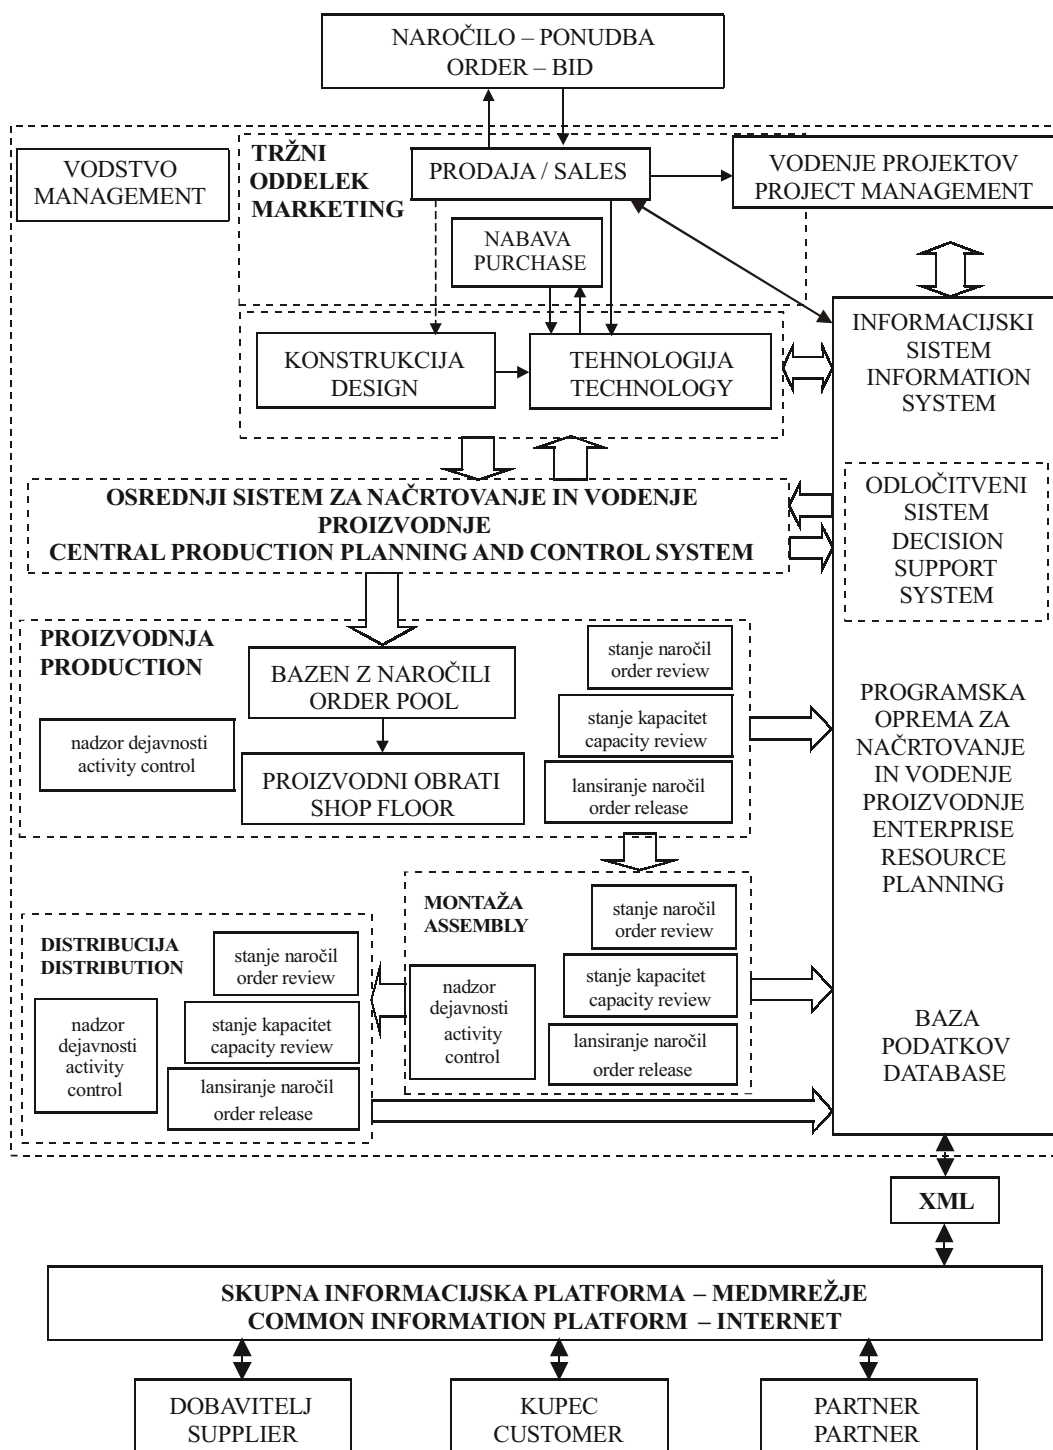 NAROČILO – PONUDBA
ORDER – BID
VODSTVO
MANAGEMENT
TRŽNI
ODDELEK
MARKETING
PRODAJA / SALES
VODENJE PROJEKTOV
PROJECT MANAGEMENT
NABAVA
PURCHASE
KONSTRUKCIJA
DESIGN
TEHNOLOGIJA
TECHNOLOGY
INFORMACIJSKI
SISTEM
INFORMATION
SYSTEM
OSREDNJI SISTEM ZA NAČRTOVANJE IN VODENJE
PROIZVODNJE
CENTRAL PRODUCTION PLANNING AND CONTROL SYSTEM
ODLOČITVENI
SISTEM
DECISION
SUPPORT
SYSTEM
PROIZVODNJA
PRODUCTION
BAZEN Z NAROČILI
ORDER POOL
stanje naročil
order review
stanje kapacitet
capacity review
lansiranje naročil
order release
nadzor dejavnosti
activity control
PROIZVODNI OBRATI
SHOP FLOOR
PROGRAMSKA
OPREMA ZA
NAČRTOVANJE
IN VODENJE
PROIZVODNJE
ENTERPRISE
RESOURCE
PLANNING
MONTAŽA
ASSEMBLY
stanje naročil
order review
stanje kapacitet
capacity review
lansiranje naročil
order release
nadzor
dejavnosti
activity
control
DISTRIBUCIJA
DISTRIBUTION
stanje naročil
order review
stanje kapacitet
capacity review
lansiranje naročil
order release
nadzor
dejavnosti
activity
control
BAZA
PODATKOV
DATABASE
XML
SKUPNA INFORMACIJSKA PLATFORMA – MEDMREŽJE
COMMON INFORMATION PLATFORM – INTERNET
DOBAVITELJ
SUPPLIER
KUPEC
CUSTOMER
PARTNER
PARTNER